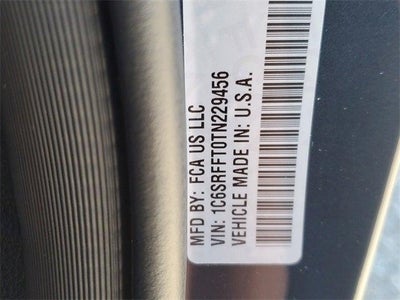 MFD BY: FCA US LLC
VIN: 1C6SRFFT0TN229456
VEHICLE MADE IN: U.S.A.